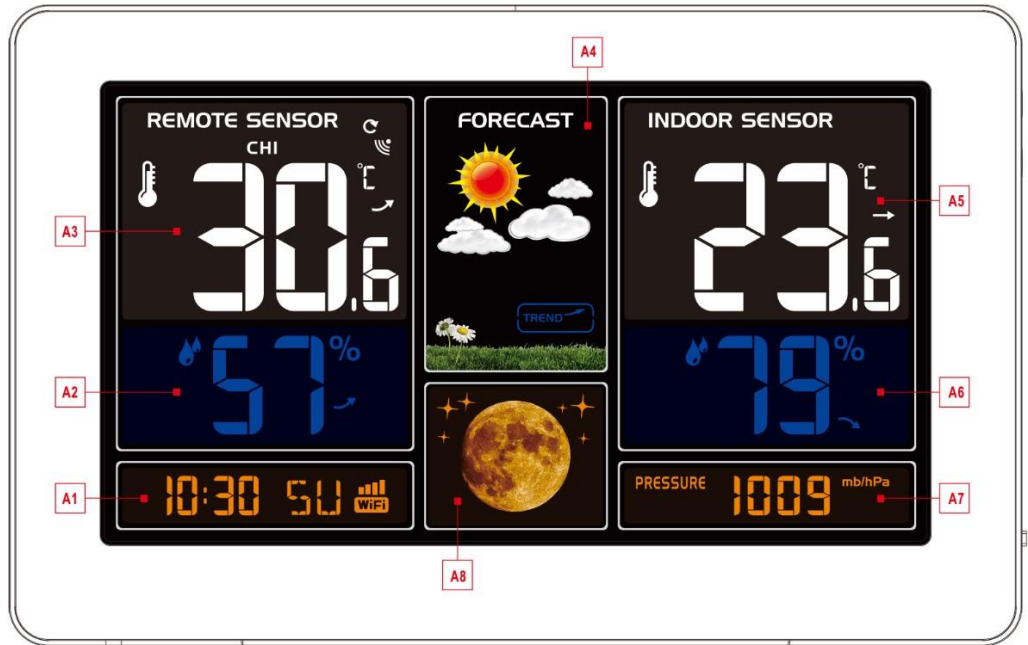 A4
REMOTE SENSOR
CHI
30.6 °C
A3
57 %
A2
10:30 SU WiFi
A1
FORECAST
TREND
A8
INDOOR SENSOR
23.6 °C
A5
79 %
A6
PRESSURE 1009 mb/hPa
A7